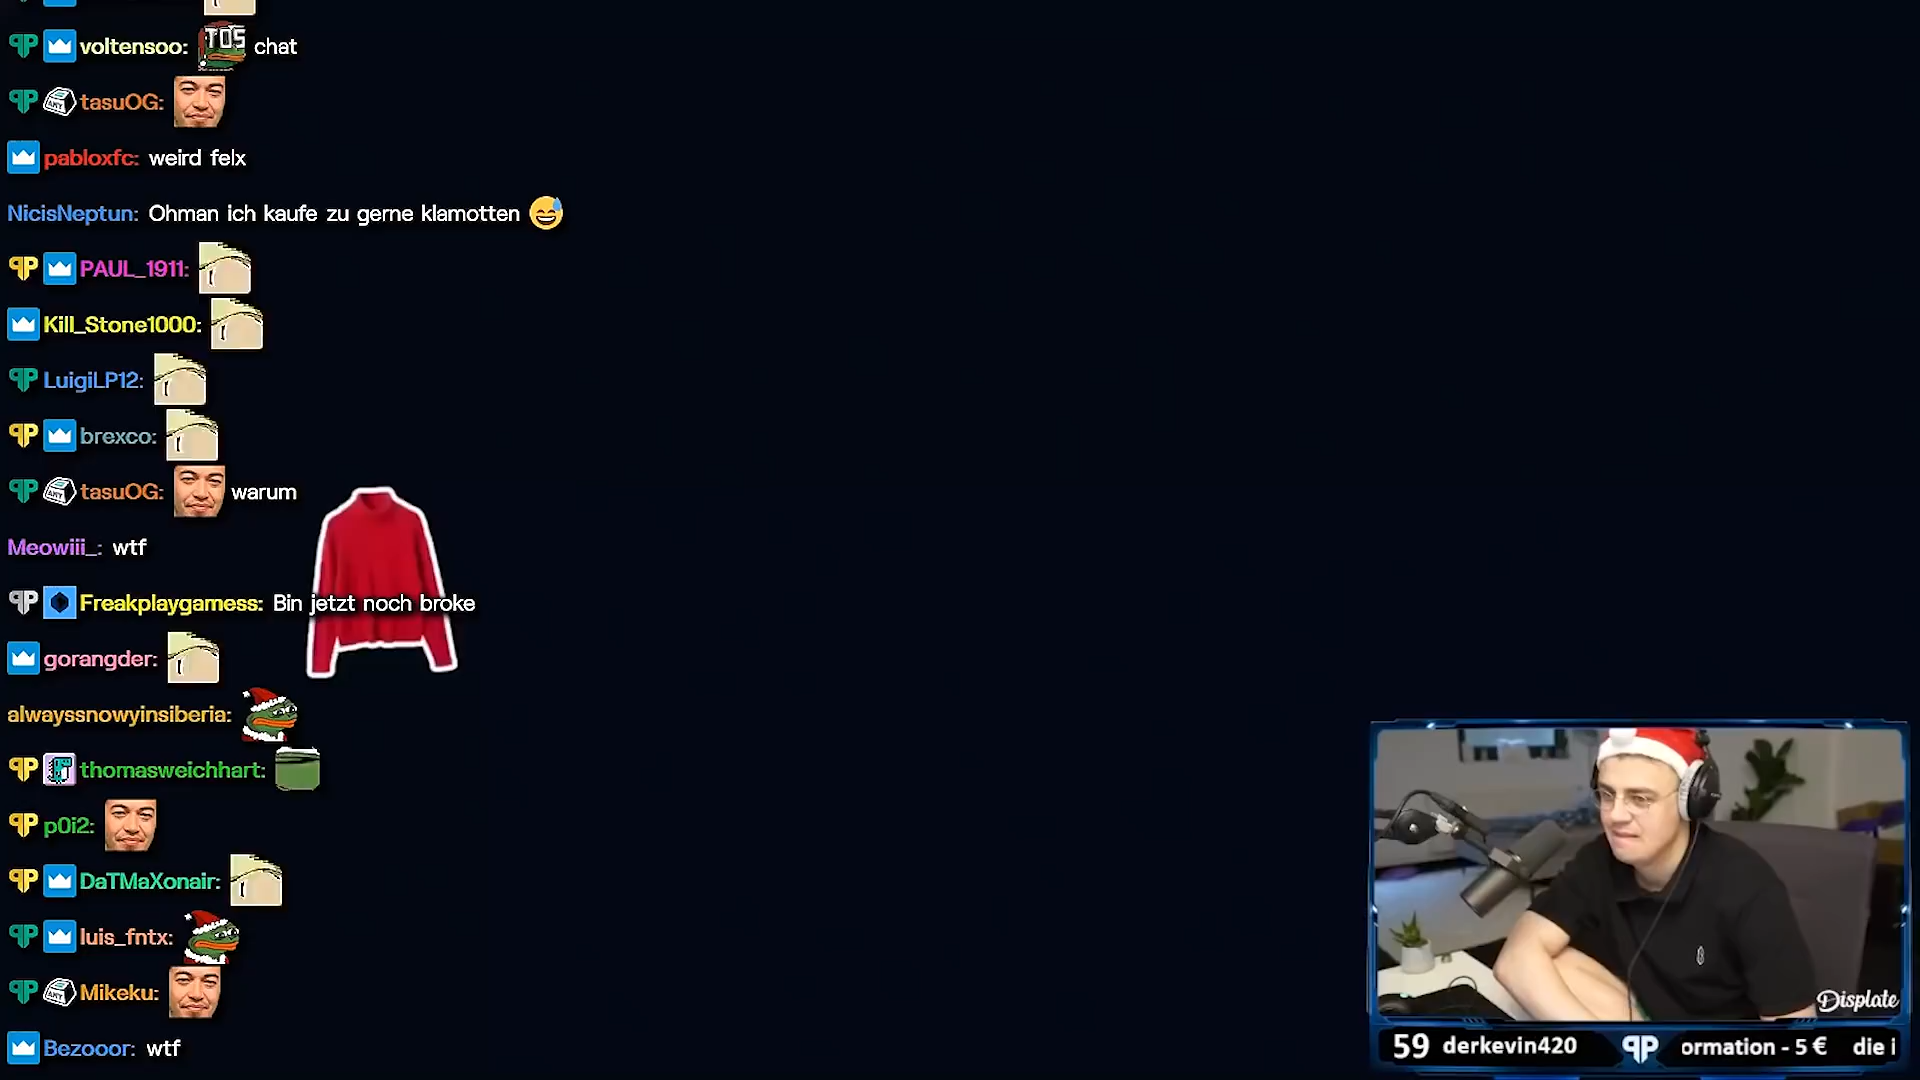 voltensoo: TOS chat
tasuOG:
pabloxfc: weird felx
NicisNeptun: Ohman ich kaufe zu gerne klamotten
PAUL_1911:
Kill_Stone1000:
LuigiLP12:
brexco:
tasuOG: warum
Meowiii_: wtf
Freakplaygamess: Bin jetzt noch broke
gorangder:
alwayssnowyinsiberia:
thomasweichhart:
p0i2:
DaTMaXonair:
luis_fntx:
Mikeku:
Bezooor: wtf
Displate
59 derkevin420 ormation - 5 € die i